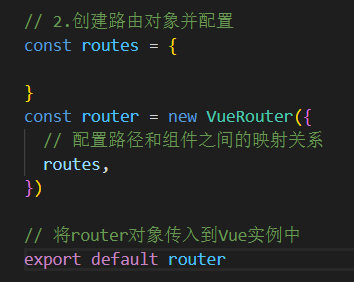 // 2.创建路由对象并配置
const routes = {
}
const router = new VueRouter({
// 配置路径和组件之间的映射关系
routes,
})
// 将router对象传入到Vue实例中
export default router